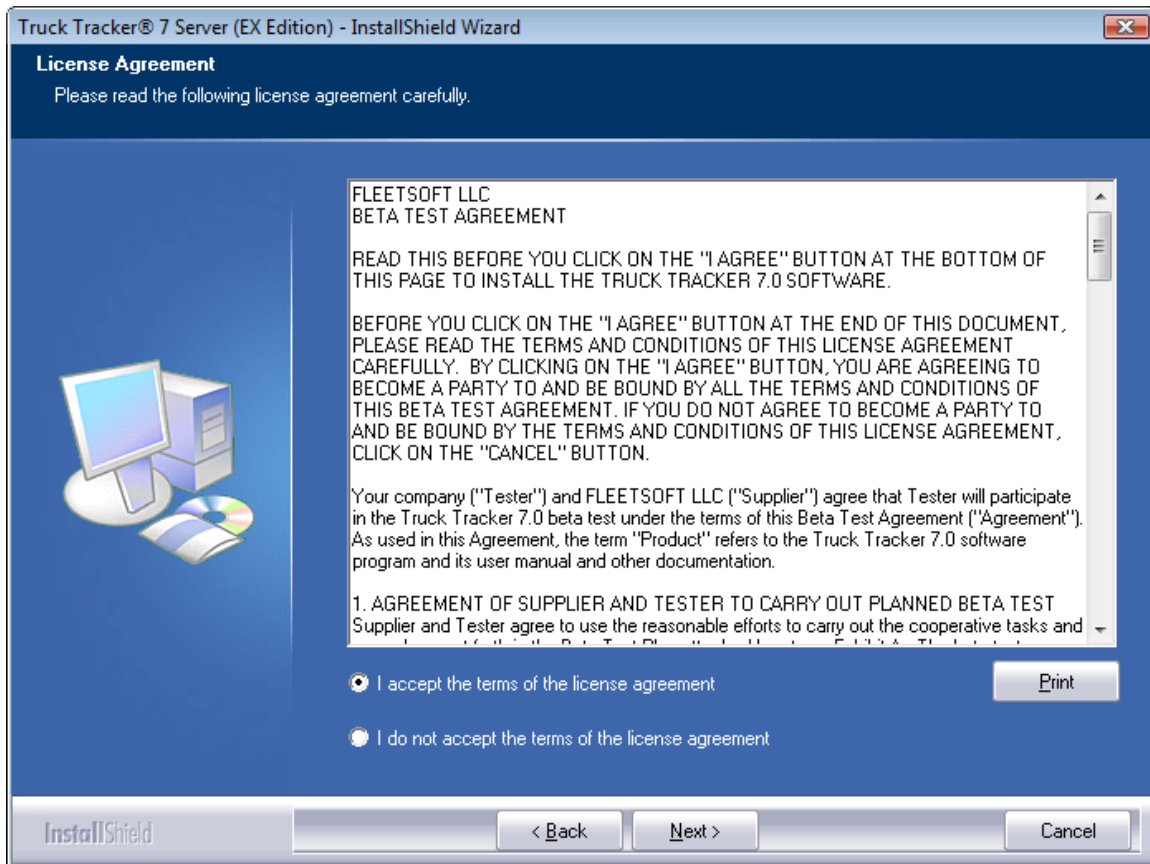 Truck Tracker® 7 Server (EX Edition) - InstallShield Wizard
License Agreement
Please read the following license agreement carefully.
FLEETSOFT LLC
BETA TEST AGREEMENT
READ THIS BEFORE YOU CLICK ON THE "I AGREE" BUTTON AT THE BOTTOM OF
THIS PAGE TO INSTALL THE TRUCK TRACKER 7.0 SOFTWARE.
BEFORE YOU CLICK ON THE "I AGREE" BUTTON AT THE END OF THIS DOCUMENT,
PLEASE READ THE TERMS AND CONDITIONS OF THIS LICENSE AGREEMENT
CAREFULLY. BY CLICKING ON THE "I AGREE" BUTTON, YOU ARE AGREEING TO
BECOME A PARTY TO AND BE BOUND BY ALL THE TERMS AND CONDITIONS OF
THIS BETA TEST AGREEMENT. IF YOU DO NOT AGREE TO BECOME A PARTY TO
AND BE BOUND BY THE TERMS AND CONDITIONS OF THIS LICENSE AGREEMENT,
CLICK ON THE "CANCEL" BUTTON.
Your company ("Tester") and FLEETSOFT LLC ("Supplier") agree that Tester will participate
in the Truck Tracker 7.0 beta test under the terms of this Beta Test Agreement ("Agreement").
As used in this Agreement, the term "Product" refers to the Truck Tracker 7.0 software
program and its user manual and other documentation.
1. AGREEMENT OF SUPPLIER AND TESTER TO CARRY OUT PLANNED BETA TEST
Supplier and Tester agree to use the reasonable efforts to carry out the cooperative tasks and
I accept the terms of the license agreement
Print
I do not accept the terms of the license agreement
InstallShield
< Back
Next >
Cancel